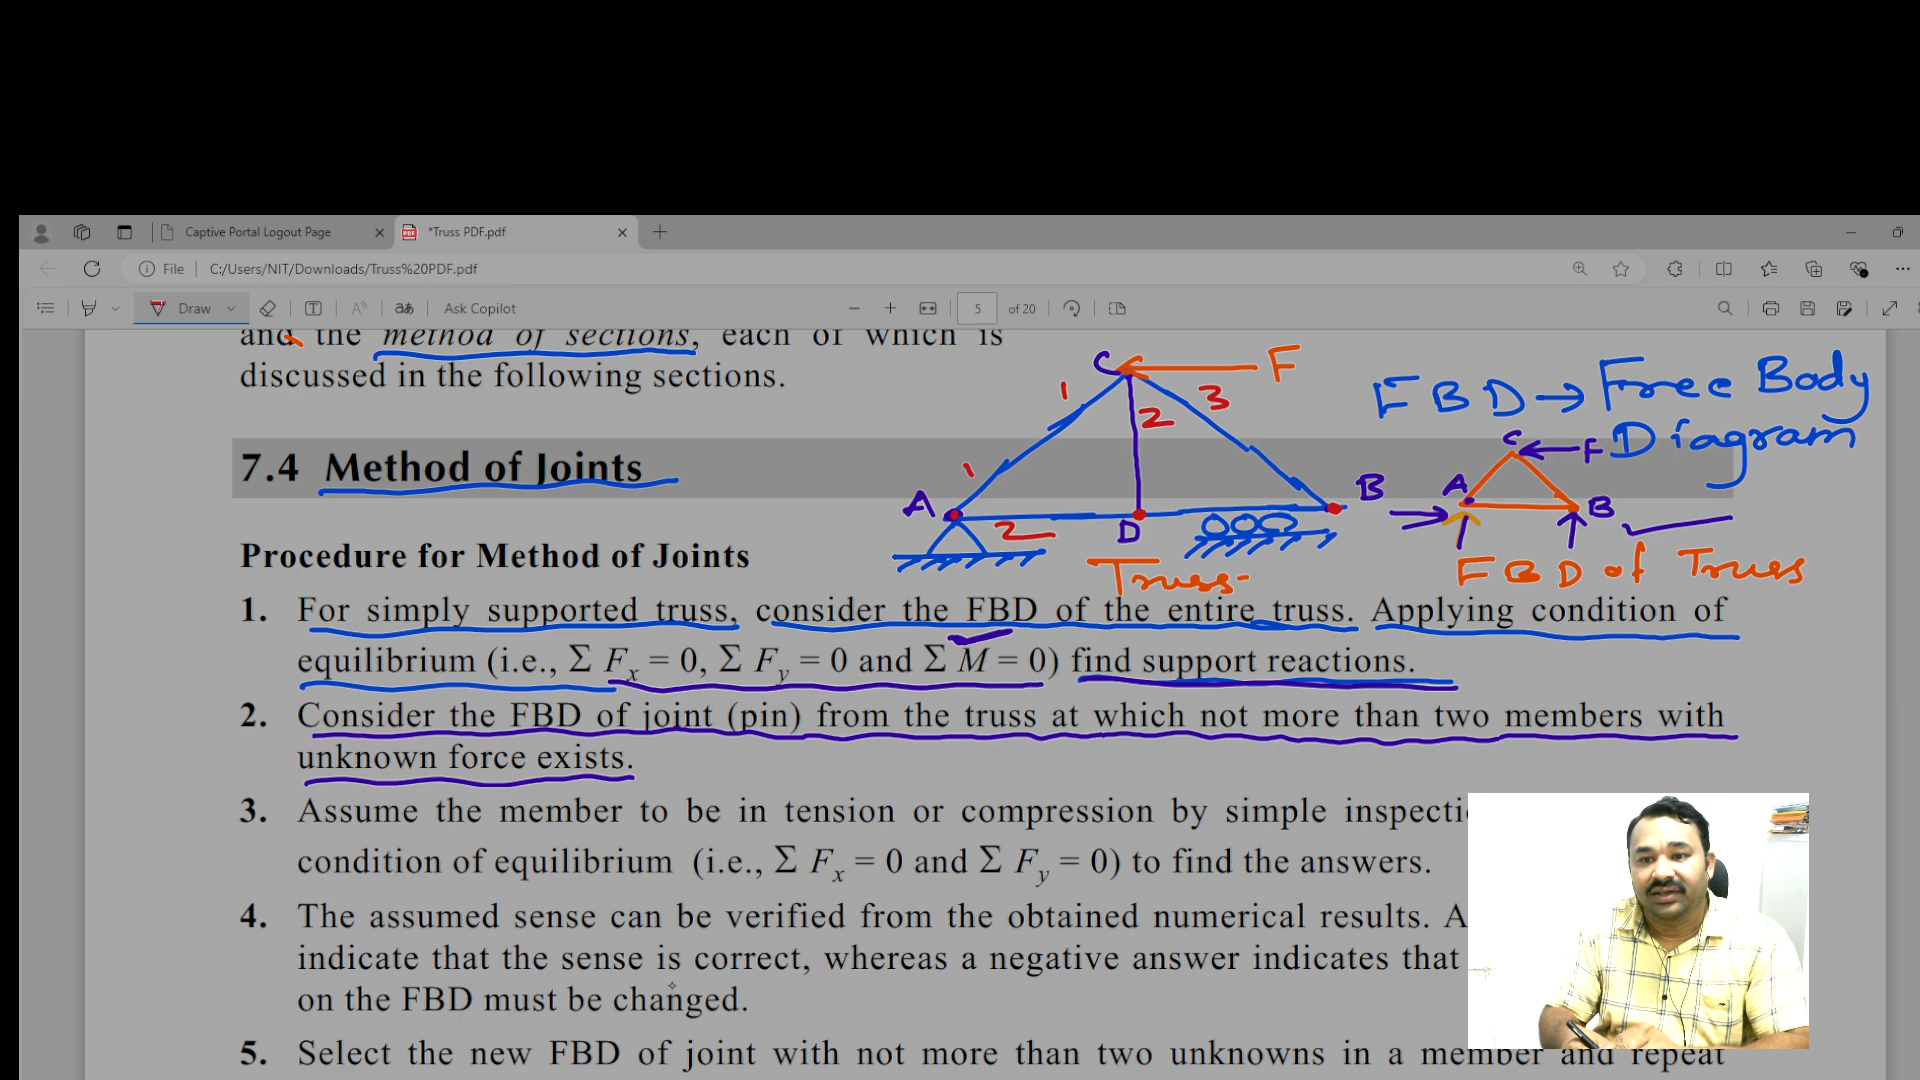 Captive Portal Logout Page
*Truss PDF.pdf
File C:/Users/NIT/Downloads/Truss%20PDF.pdf
Draw
Ask Copilot
5 of 20
and the method of sections, each of which is
discussed in the following sections.
C F
1 2 3
1
A 2 D B
Truss
FBD → Free Body
Diagram
C F
A B
FBD of Truss
7.4 Method of Joints
Procedure for Method of Joints
1. For simply supported truss, consider the FBD of the entire truss. Applying condition of
equilibrium (i.e., Σ Fx = 0, Σ Fy = 0 and Σ M = 0) find support reactions.
2. Consider the FBD of joint (pin) from the truss at which not more than two members with
unknown force exists.
3. Assume the member to be in tension or compression by simple inspecti
condition of equilibrium (i.e., Σ Fx = 0 and Σ Fy = 0) to find the answers.
4. The assumed sense can be verified from the obtained numerical results. A
indicate that the sense is correct, whereas a negative answer indicates that
on the FBD must be changed.
5. Select the new FBD of joint with not more than two unknowns in a member and repeat